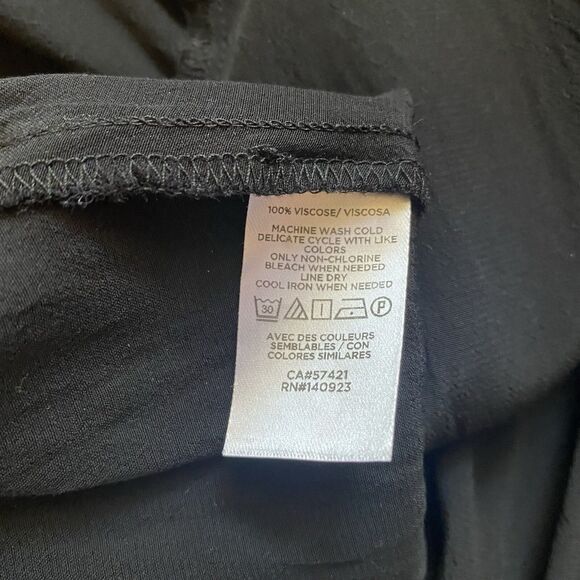 100% VISCOSE/ VISCOSA
MACHINE WASH COLD
DELICATE CYCLE WITH LIKE
COLORS
ONLY NON-CHLORINE
BLEACH WHEN NEEDED
LINE DRY
COOL IRON WHEN NEEDED
30 P
AVEC DES COULEURS
SEMBLABLES / CON
COLORES SIMILARES
CA#57421
RN#140923